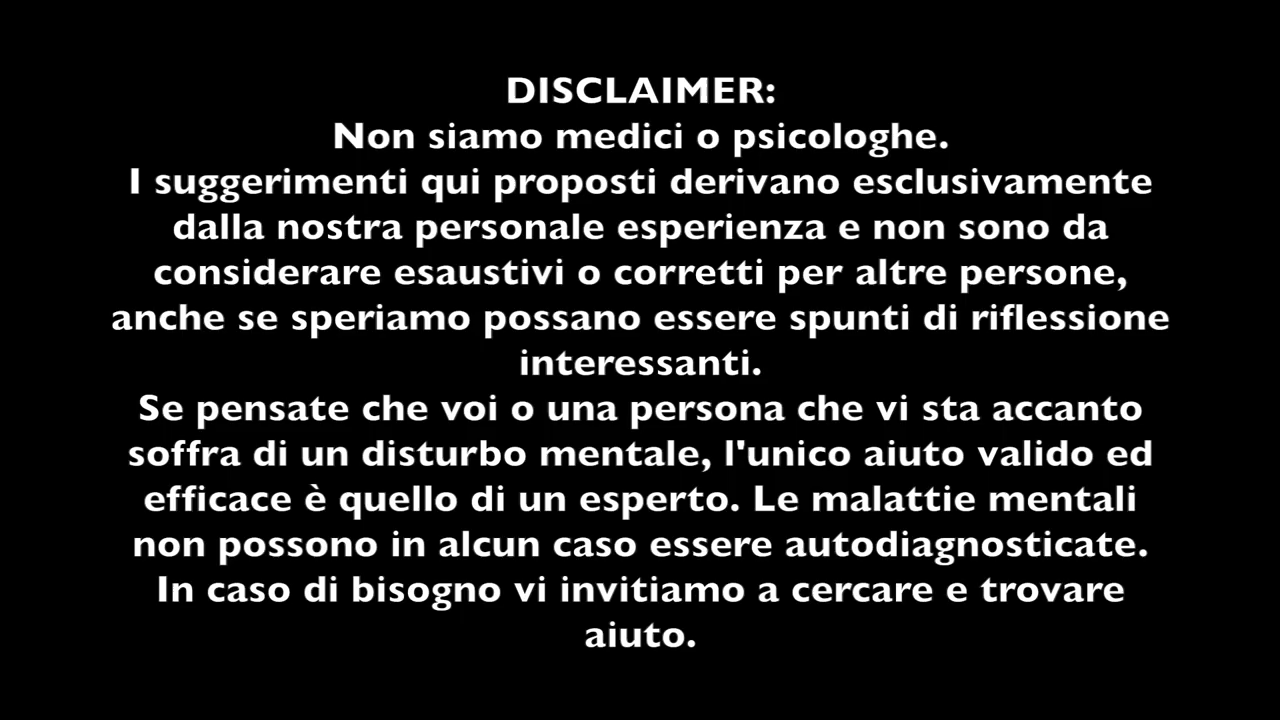 DISCLAIMER:
Non siamo medici o psicologhe.
I suggerimenti qui proposti derivano esclusivamente
dalla nostra personale esperienza e non sono da
considerare esaustivi o corretti per altre persone,
anche se speriamo possano essere spunti di riflessione
interessanti.
Se pensate che voi o una persona che vi sta accanto
soffra di un disturbo mentale, l'unico aiuto valido ed
efficace è quello di un esperto. Le malattie mentali
non possono in alcun caso essere autodiagnosticate.
In caso di bisogno vi invitiamo a cercare e trovare
aiuto.